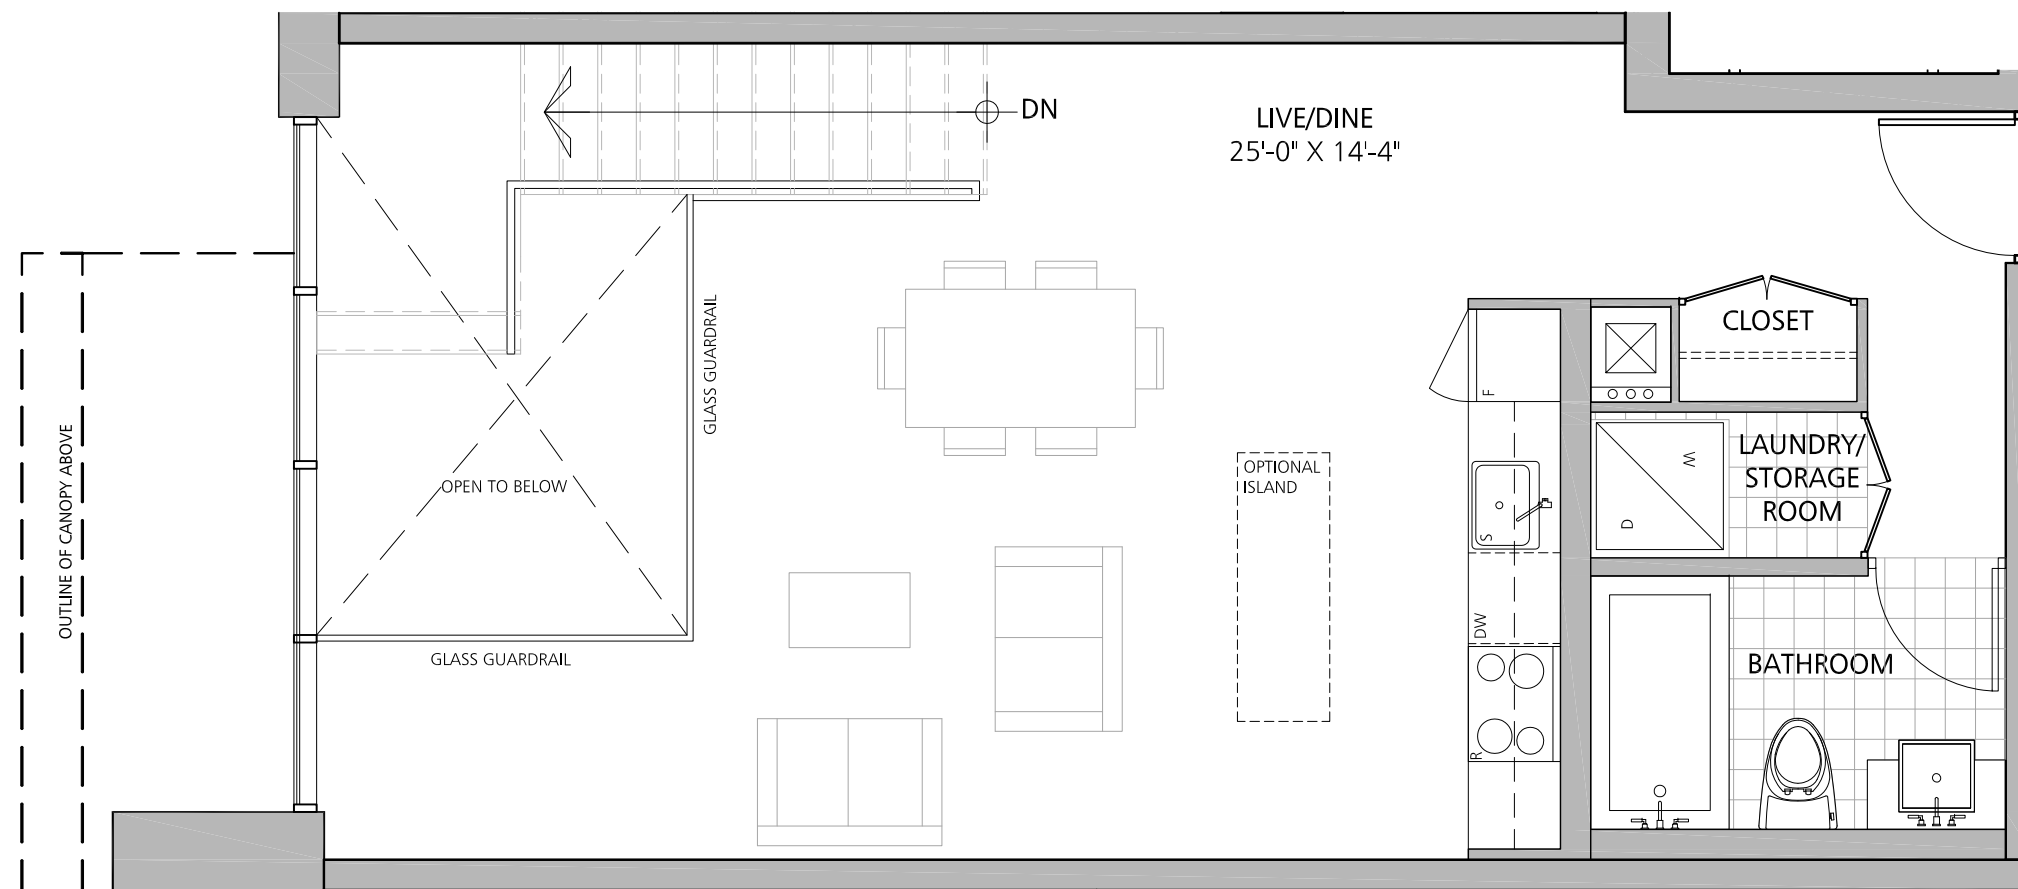 DN
LIVE/DINE
25'-0" X 14'-4"
CLOSET
GLASS GUARDRAIL
F
OUTLINE OF CANOPY ABOVE
OPEN TO BELOW
OPTIONAL
ISLAND
W
D
LAUNDRY/
STORAGE
ROOM
S
DW
GLASS GUARDRAIL
BATHROOM
R